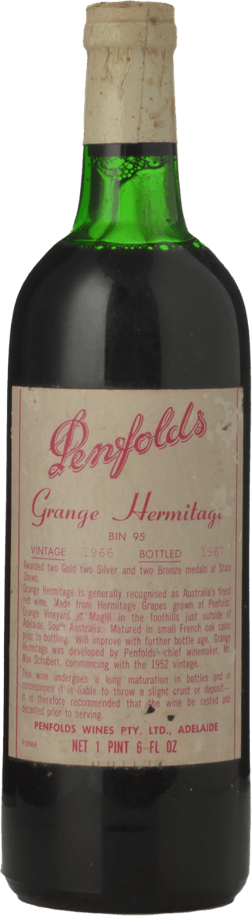 Penfolds
Grange Hermitage
BIN 95
VINTAGE 1966 BOTTLED
Awarded two Gold two Silver and two Bronze medals at State
Shows.
Grange Hermitage is generally recognised as Australia's finest
red wine. Made from Hermitage Grapes grown at Penfolds
Grange Vineyard at Magill in the foothills just outside of
Adelaide, South Australia. Matured in small French oak casks
prior to bottling. Will improve with further bottle age. Grange
Hermitage was developed by Penfolds chief winemaker, Mr.
Max Schubert, commencing with the 1952 vintage.
This wine undergoes a long maturation in bottles and in
consequence it is liable to throw a slight crust or deposit—
it is therefore recommended that the wine be rested and
decanted prior to serving.
PENFOLDS WINES PTY. LTD., ADELAIDE
NET 1 PINT 6 FL OZ